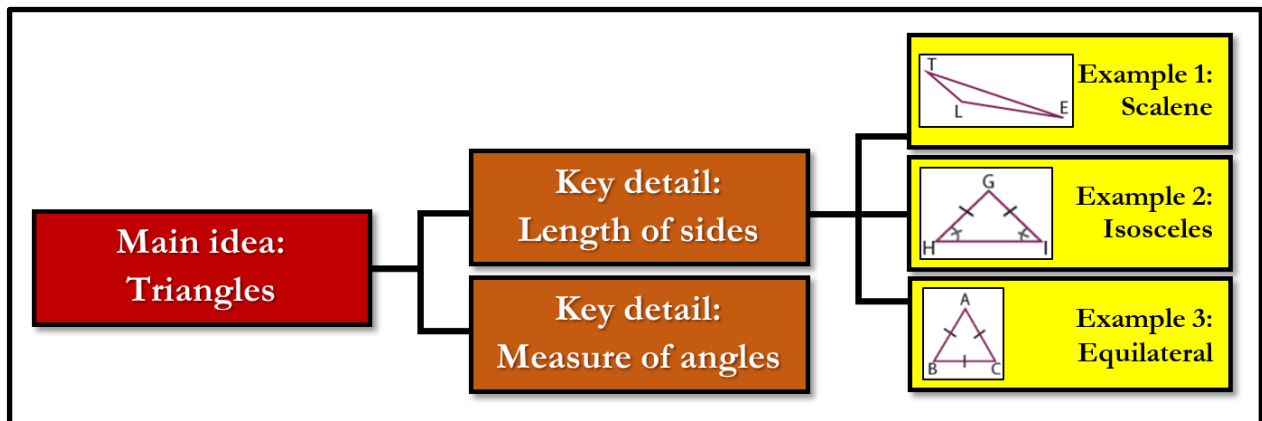 Main idea:
Triangles
Key detail:
Length of sides
Key detail:
Measure of angles
T
L
E
Example 1:
Scalene
G
H
I
Example 2:
Isosceles
A
B
C
Example 3:
Equilateral